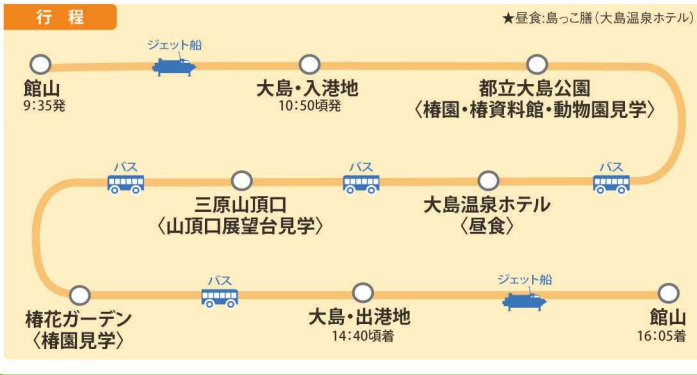 行 程
★昼食:島っこ膳(大島温泉ホテル)
ジェット船
館山
9:35発
大島・入港地
10:50頃発
都立大島公園
〈椿園・椿資料館・動物園見学〉
バス
バス
バス
三原山頂口
〈山頂口展望台見学〉
大島温泉ホテル
〈昼食〉
バス
ジェット船
椿花ガーデン
〈椿園見学〉
大島・出港地
14:40頃着
館山
16:05着